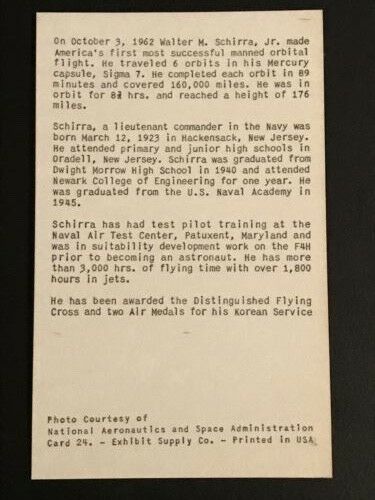 On October 3, 1962 Walter M. Schirra, Jr. made
America's first most successful manned orbital
flight. He traveled 6 orbits in his Mercury
capsule, Sigma 7. He completed each orbit in 89
minutes and covered 160,000 miles. He was in
orbit for hrs. and reached a height of 176
miles.
Schirra, a lieutenant commander in the Navy was
born March 12, 1923 in Hackensack, New Jersey.
He attended primary and junior high schools in
Oradell, New Jersey. Schirra was graduated from
Dwight Morrow High School in 1940 and attended
Newark College of Engineering for one year. He
was graduated from the U.S. Naval Academy in
1945.
Schirra has had test pilot training at the
Naval Air Test Center, Patuxent, Maryland and
was in suitability development work on the F4H
prior to becoming an astronaut. He has more
than 3,000 hrs. of flying time with over 1,800
hours in jets.
He has been awarded the Distinguished Flying
Cross and two Air Medals for his Korean Service
Photo Courtesy of
National Aeronautics and Space Administration
Card 24. - Exhibit Supply Co. - Printed in USA